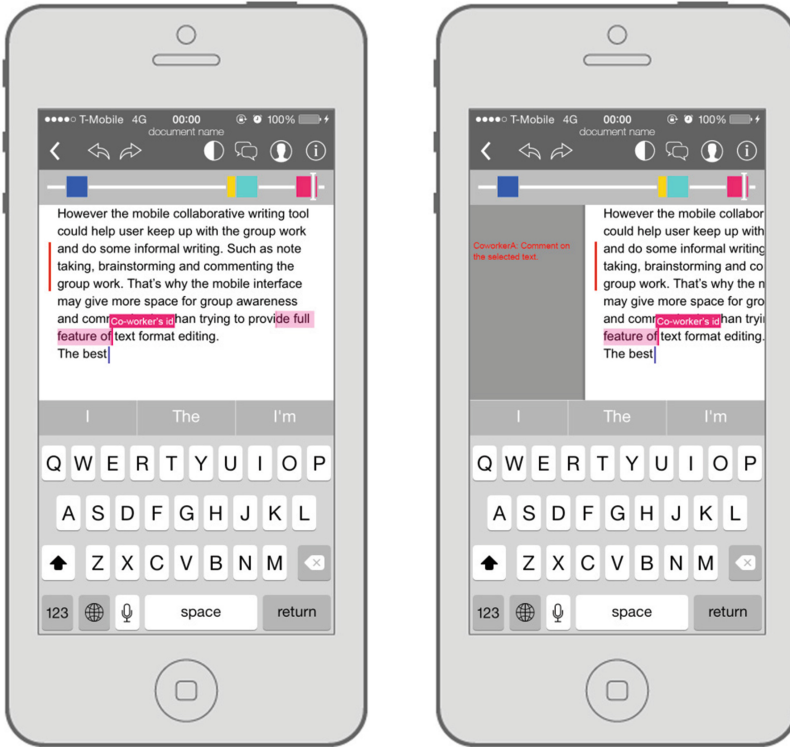 T-Mobile 4G 00:00 100%
document name
However the mobile collaborative writing tool
could help user keep up with the group work
and do some informal writing. Such as note
taking, brainstorming and commenting the
group work. That's why the mobile interface
may give more space for group awareness
and comm han trying to provide full
Co-worker's id
feature of text format editing.
The best
I The I'm
Q W E R T Y U I O P
A S D F G H J K L
Z X C V B N M
123 space return
T-Mobile 4G 00:00 100%
document name
CoworkerA: Comment on
the selected text.
However the mobile collabor
could help user keep up with
and do some informal writing
taking, brainstorming and co
group work. That's why the m
may give more space for gro
and comm han tryi
Co-worker's id
feature of text format editing.
The best
I The I'm
Q W E R T Y U I O P
A S D F G H J K L
Z X C V B N M
123 space return